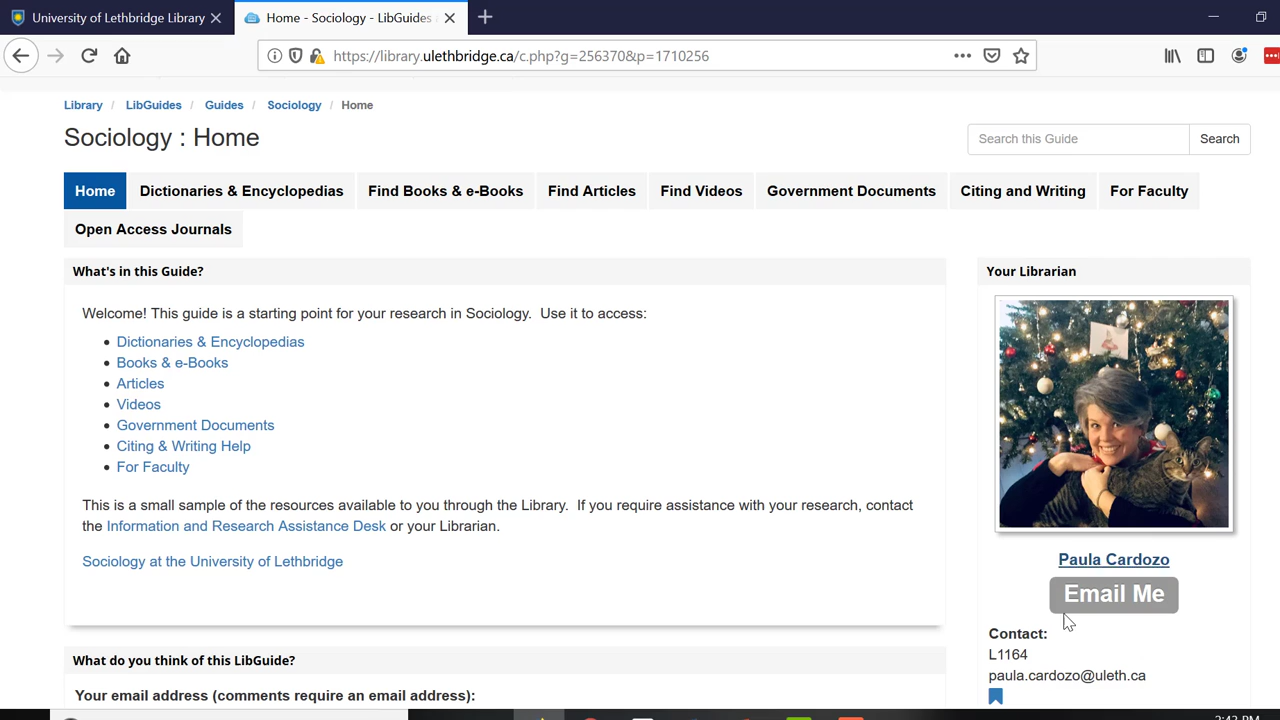 University of Lethbridge Library
Home - Sociology - LibGuides
https://library.ulethbridge.ca/c.php?g=256370&p=1710256
Library / LibGuides / Guides / Sociology / Home
Sociology : Home
Search this Guide
Search
Home
Dictionaries & Encyclopedias
Find Books & e-Books
Find Articles
Find Videos
Government Documents
Citing and Writing
For Faculty
Open Access Journals
What's in this Guide?
Welcome! This guide is a starting point for your research in Sociology. Use it to access:
• Dictionaries & Encyclopedias
• Books & e-Books
• Articles
• Videos
• Government Documents
• Citing & Writing Help
• For Faculty
This is a small sample of the resources available to you through the Library. If you require assistance with your research, contact
the Information and Research Assistance Desk or your Librarian.
Sociology at the University of Lethbridge
What do you think of this LibGuide?
Your email address (comments require an email address):
Your Librarian
Paula Cardozo
Email Me
Contact:
L1164
paula.cardozo@uleth.ca